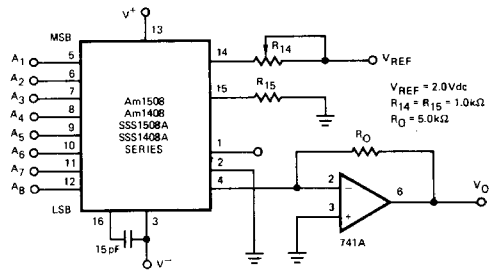 V+
MSB
13
A1
5
A2
6
A3
7
A4
8
A5
9
A6
10
A7
11
A8
12
LSB
Am1508
Am1408
SSS1508A
SSS1408A
SERIES
14
R14
VREF
15
R15
1
2
4
16
3
15pF
V−
VREF = 2.0Vdc
R14 = R15 = 1.0kΩ
RO = 5.0kΩ
RO
2
−
3
+
6
741A
VO